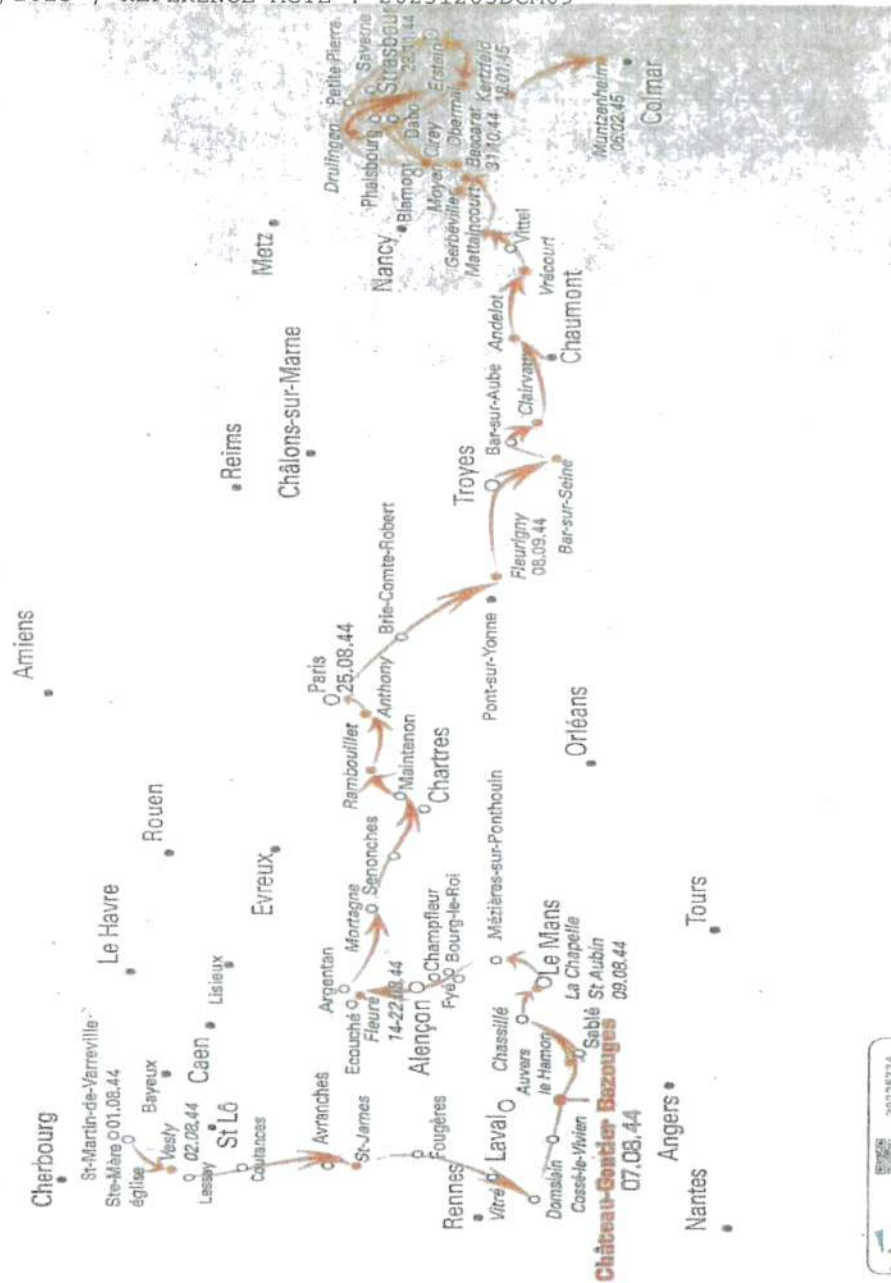 Cherbourg
St-Martin-de-Varreville
Ste-Mère 01.08.44
église
Vesly
02.08.44
Lessay
St Lô
Coutances
Bayeux
Caen
Lisieux
Le Havre
Rouen
Amiens
Evreux
Avranches
St-James
Fougères
Rennes
Vitré
Laval
Domalain
Cossé-le-Vivien
Château-Gontier Bazouges
07.08.44
Nantes
Angers
Auvers
le Hamon
Sablé
Chassillé
Le Mans
La Chapelle
St Aubin
09.08.44
Tours
Mézières-sur-Ponthouin
Fyé
Bourg-le-Roi
Champfleur
Alençon
Argentan
Ecouché
Fleuré
14-22.08.44
Mortagne
Senonches
Chartres
Maintenon
Rambouillet
Anthony
Paris
25.08.44
Brie-Comte-Robert
Orléans
Pont-sur-Yonne
Fleurigny
08.09.44
Troyes
Bar-sur-Seine
Bar-sur-Aube
Clairvaux
Reims
Châlons-sur-Marne
Chaumont
Andelot
Vrécourt
Vittel
Mattaincourt
Metz
Nancy
Gerbéviller
Moyen
Blamont
Bascarat
31.10.44
Cirey
Dabo
Phalsbourg
Drulingen
Petite Pierre
Saverne
Strasbourg
Erstein
Obermai
Kertzfeld
18.01.45
Muntzenheim
06.02.45
Colmar